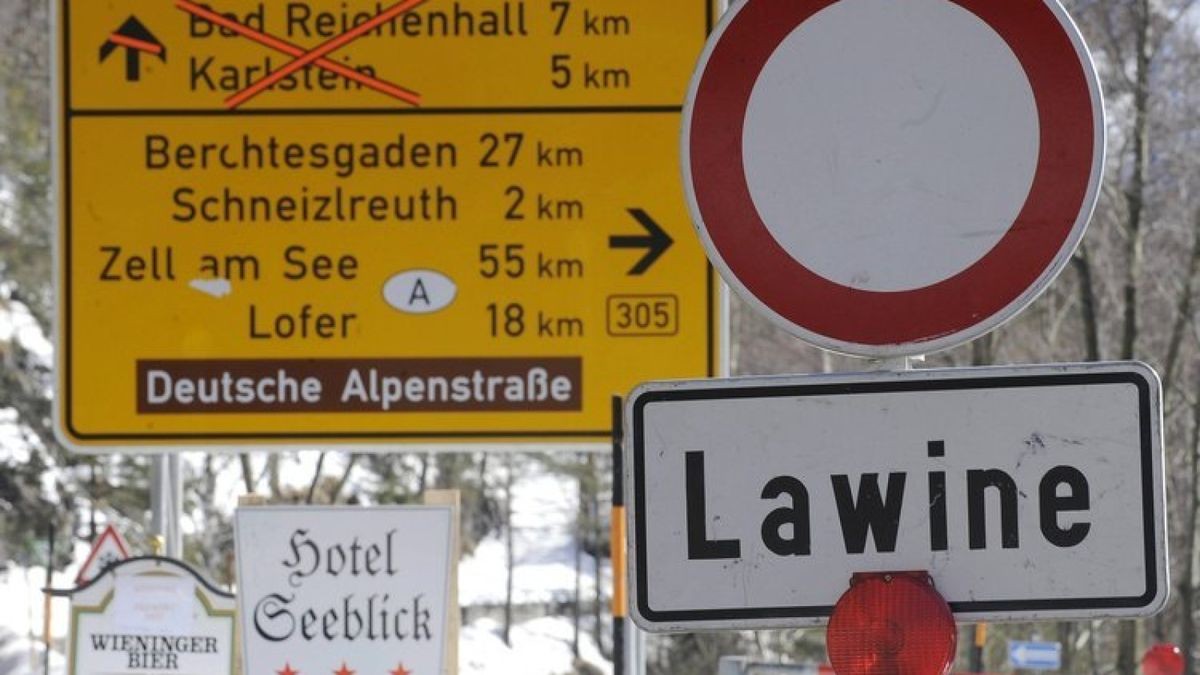 Bad Reichenhall 7 km
Karlstein 5 km
Berchtesgaden 27 km
Schneizlreuth 2 km
Zell am See 55 km
A
Lofer 18 km
305
Deutsche Alpenstraße
Lawine
Hotel
Seeblick
WIENINGER
BIER